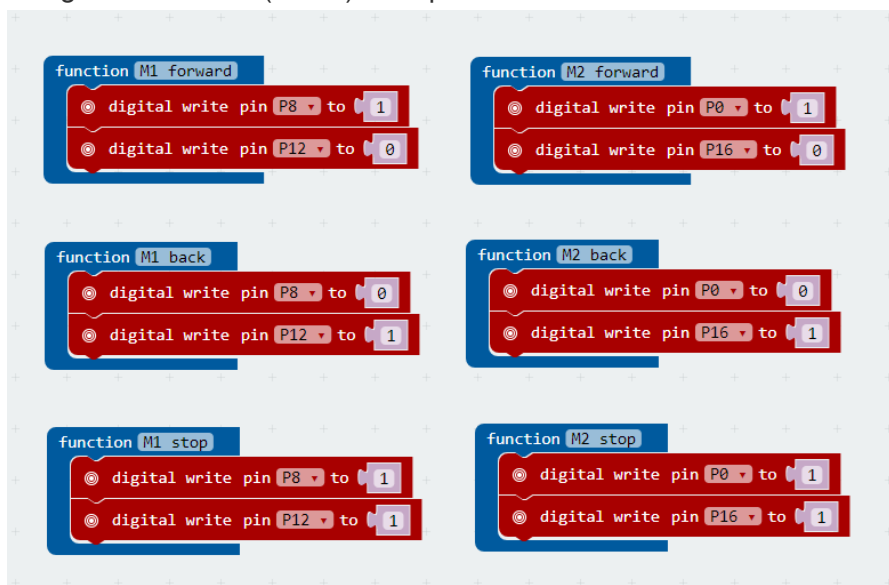 function M1 forward
digital write pin P8 to 1
digital write pin P12 to 0
function M2 forward
digital write pin P0 to 1
digital write pin P16 to 0
function M1 back
digital write pin P8 to 0
digital write pin P12 to 1
function M2 back
digital write pin P0 to 0
digital write pin P16 to 1
function M1 stop
digital write pin P8 to 1
digital write pin P12 to 1
function M2 stop
digital write pin P0 to 1
digital write pin P16 to 1